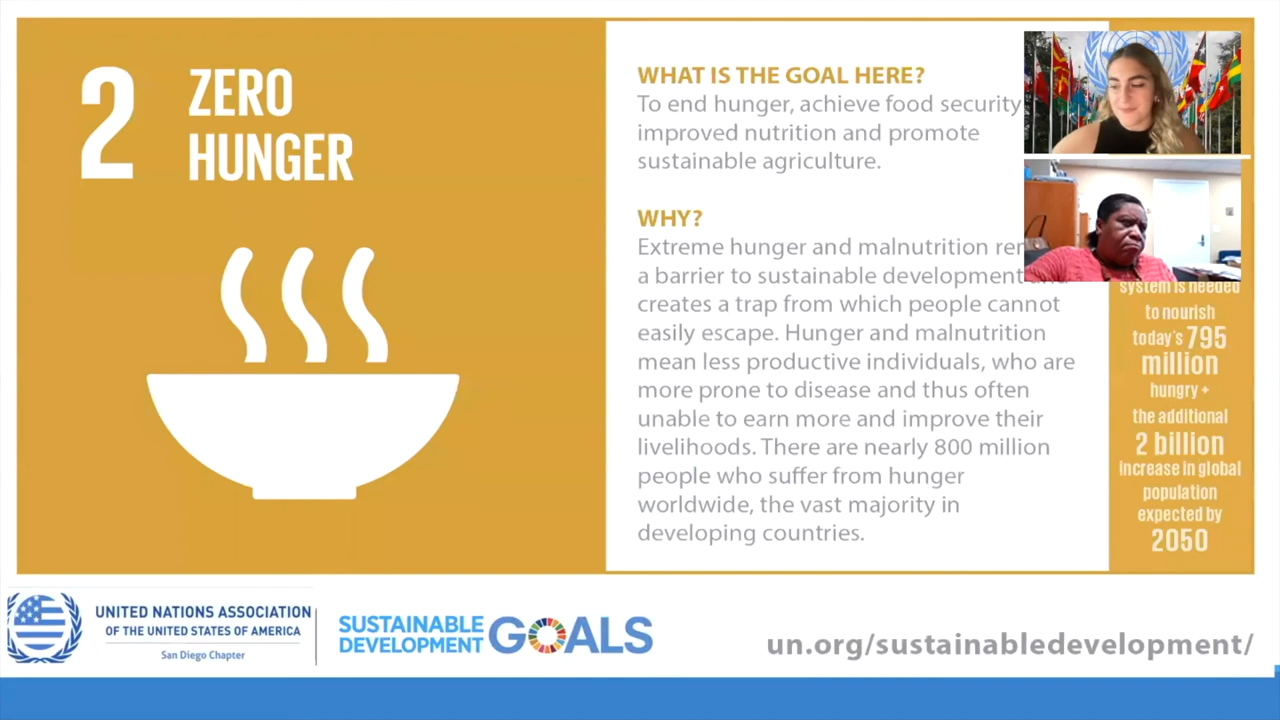 2 ZERO
HUNGER
WHAT IS THE GOAL HERE?
To end hunger, achieve food security
improved nutrition and promote
sustainable agriculture.
WHY?
Extreme hunger and malnutrition
a barrier to sustainable development
creates a trap from which people cannot
easily escape. Hunger and malnutrition
mean less productive individuals, who are
more prone to disease and thus often
unable to earn more and improve their
livelihoods. There are nearly 800 million
people who suffer from hunger
worldwide, the vast majority in
developing countries.
system is needed
to nourish
today's 795
million
hungry +
the additional
2 billion
increase in global
population
expected by
2050
UNITED NATIONS ASSOCIATION
OF THE UNITED STATES OF AMERICA
San Diego Chapter
SUSTAINABLE
DEVELOPMENT
GOALS
un.org/sustainabledevelopment/